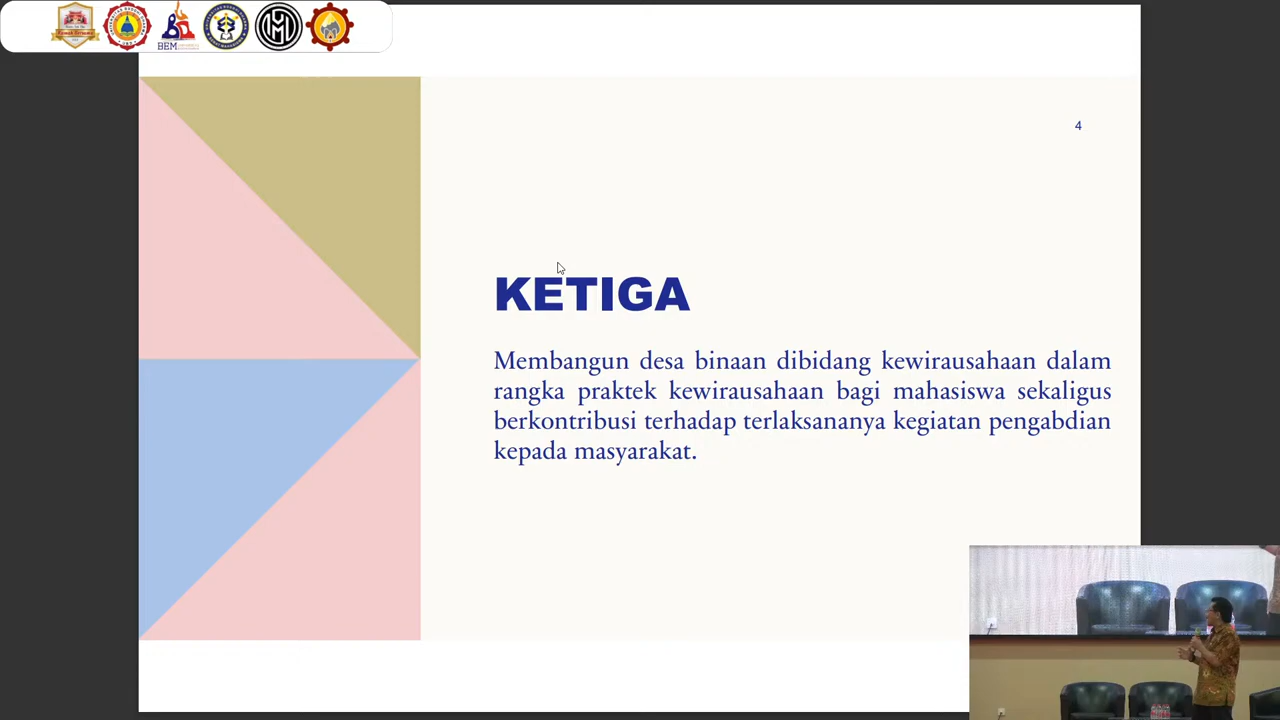 BEM
4
KETIGA
Membangun desa binaan dibidang kewirausahaan dalam
rangka praktek kewirausahaan bagi mahasiswa sekaligus
berkontribusi terhadap terlaksananya kegiatan pengabdian
kepada masyarakat.